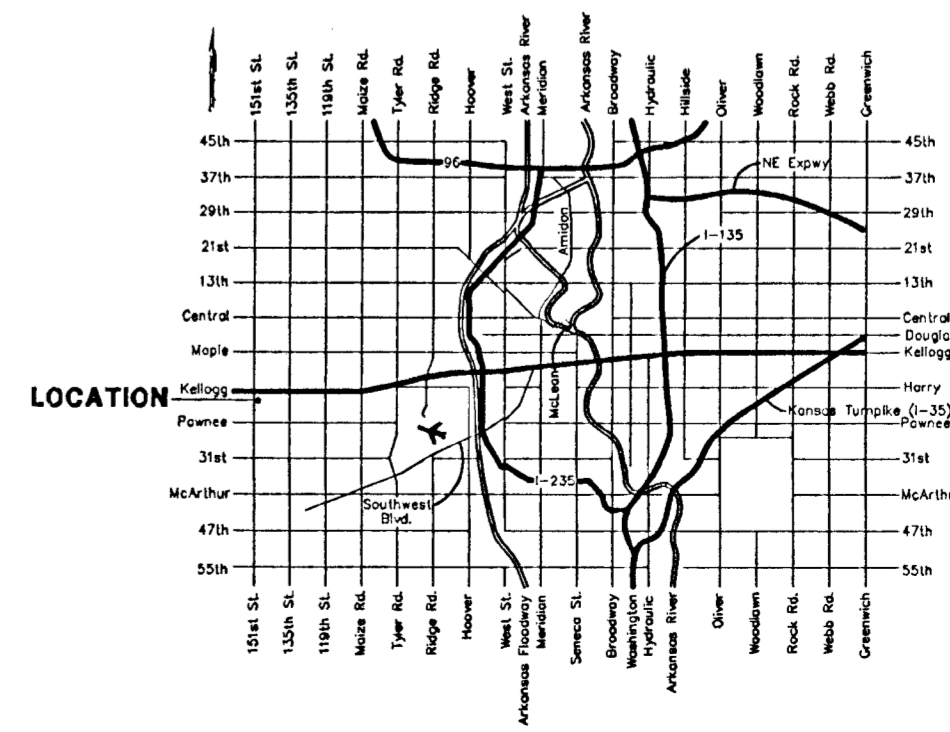 151st St.
135th St.
119th St.
Maize Rd.
Tyler Rd.
Ridge Rd.
Hoover
West St.
Arkansas River
Meridian
Arkansas River
Broadway
Hydraulic
Hillside
Oliver
Woodlawn
Rock Rd.
Webb Rd.
Greenwich
45th
37th
29th
21st
13th
Central
Maple
Kellogg
Pawnee
31st
McArthur
47th
55th
LOCATION
96
NE Expwy
I-135
Amidon
McLean
Kansas Turnpike (I-35)
I-235
Southwest
Blvd.
45th
37th
29th
21st
13th
Central
Dougla
Kellogg
Harry
Pawnee
31st
McArth
47th
55th
151st St.
135th St.
119th St.
Maize Rd.
Tyler Rd.
Ridge Rd.
Hoover
West St.
Arkansas Floodway
Meridian
Seneca St.
Broadway
Washington
Hydraulic
Arkansas River
Oliver
Woodlawn
Rock Rd.
Webb Rd.
Greenwich